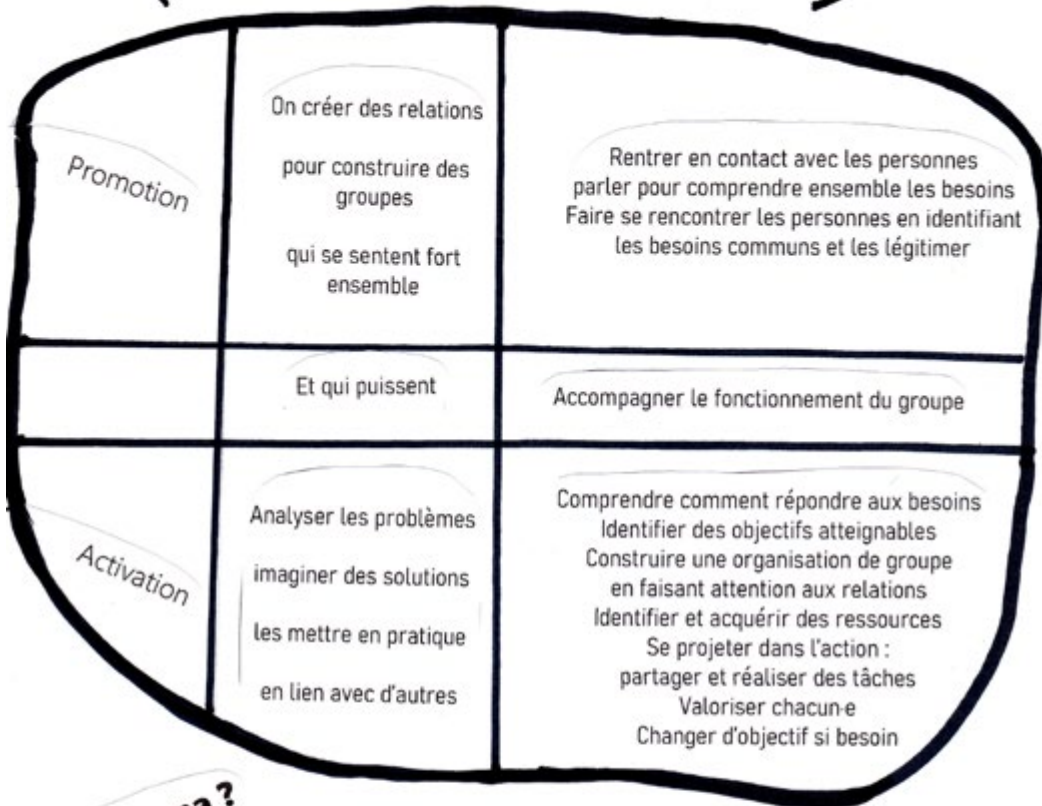 Promotion
On créer des relations
pour construire des
groupes
qui se sentent fort
ensemble
Rentrer en contact avec les personnes
parler pour comprendre ensemble les besoins
Faire se rencontrer les personnes en identifiant
les besoins communs et les légitimer
Et qui puissent
Accompagner le fonctionnement du groupe
Activation
Analyser les problèmes
imaginer des solutions
les mettre en pratique
en lien avec d'autres
Comprendre comment répondre aux besoins
Identifier des objectifs atteignables
Construire une organisation de groupe
en faisant attention aux relations
Identifier et acquérir des ressources
Se projeter dans l'action :
partager et réaliser des tâches
Valoriser chacun·e
Changer d'objectif si besoin